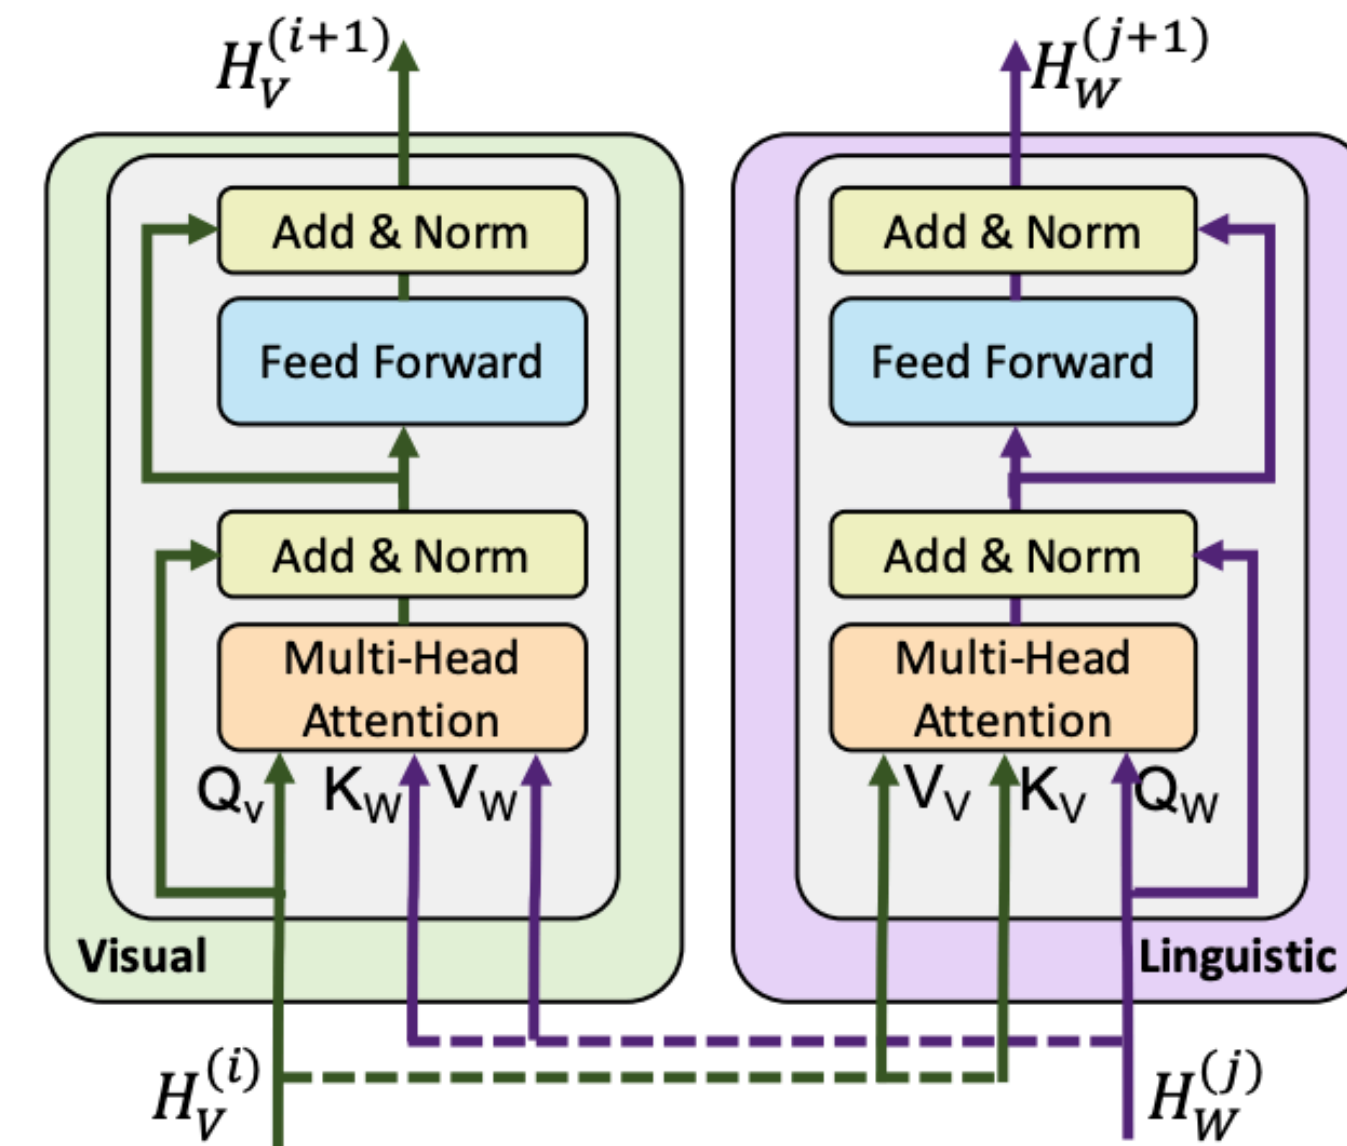 H_V^{(i+1)}
H_W^{(j+1)}
Add & Norm
Feed Forward
Add & Norm
Multi-Head
Attention
Q_v K_W V_W
Visual
H_V^{(i)}
Add & Norm
Feed Forward
Add & Norm
Multi-Head
Attention
V_V K_V Q_W
Linguistic
H_W^{(j)}